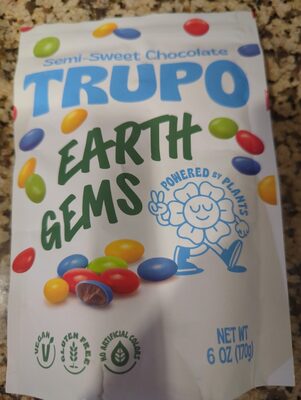 Semi-Sweet Chocolate
TRUPO
EARTH
GEMS
POWERED BY PLANTS
VEGAN
GLUTEN FREE
NO ARTIFICIAL COLORS
NET WT
6 OZ (170g)